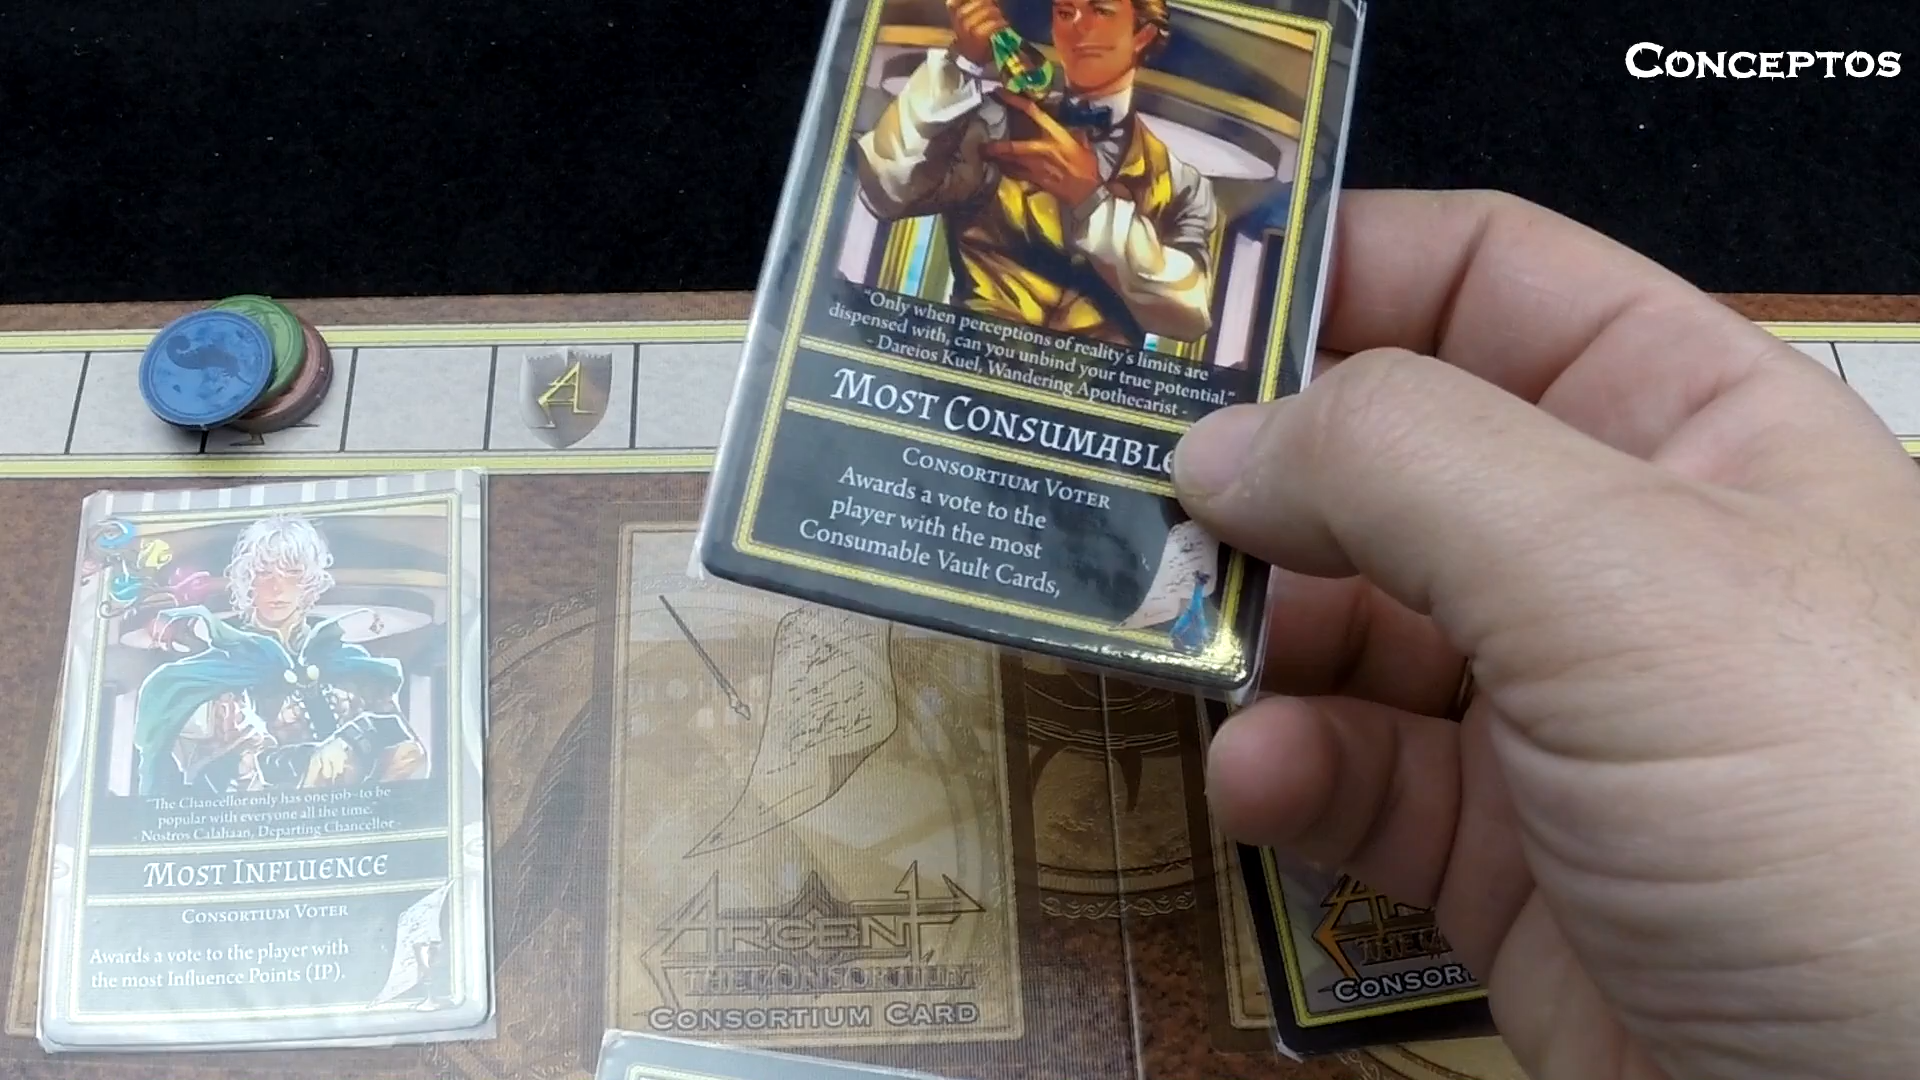 Conceptos
"Only when perceptions of reality's limits are
dispensed with, can you unbind your true potential."
- Dareios Kuel, Wandering Apothecarist -
Most Consumable
Consortium Voter
Awards a vote to the
player with the most
Consumable Vault Cards,
"The Chancellor only has one job–to be
popular with everyone all the time."
- Nostros Calahaan, Departing Chancellor -
Most Influence
Consortium Voter
Awards a vote to the player with
the most Influence Points (IP).
Argent
The Consortium
Consortium Card